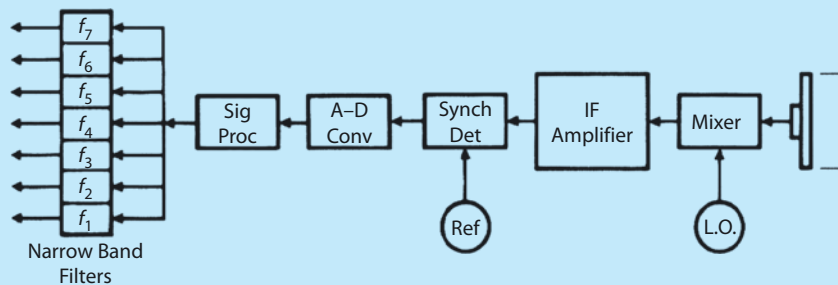 f7
f6
f5
f4
f3
f2
f1
Narrow Band
Filters
Sig
Proc
A–D
Conv
Synch
Det
Ref
IF
Amplifier
Mixer
L.O.